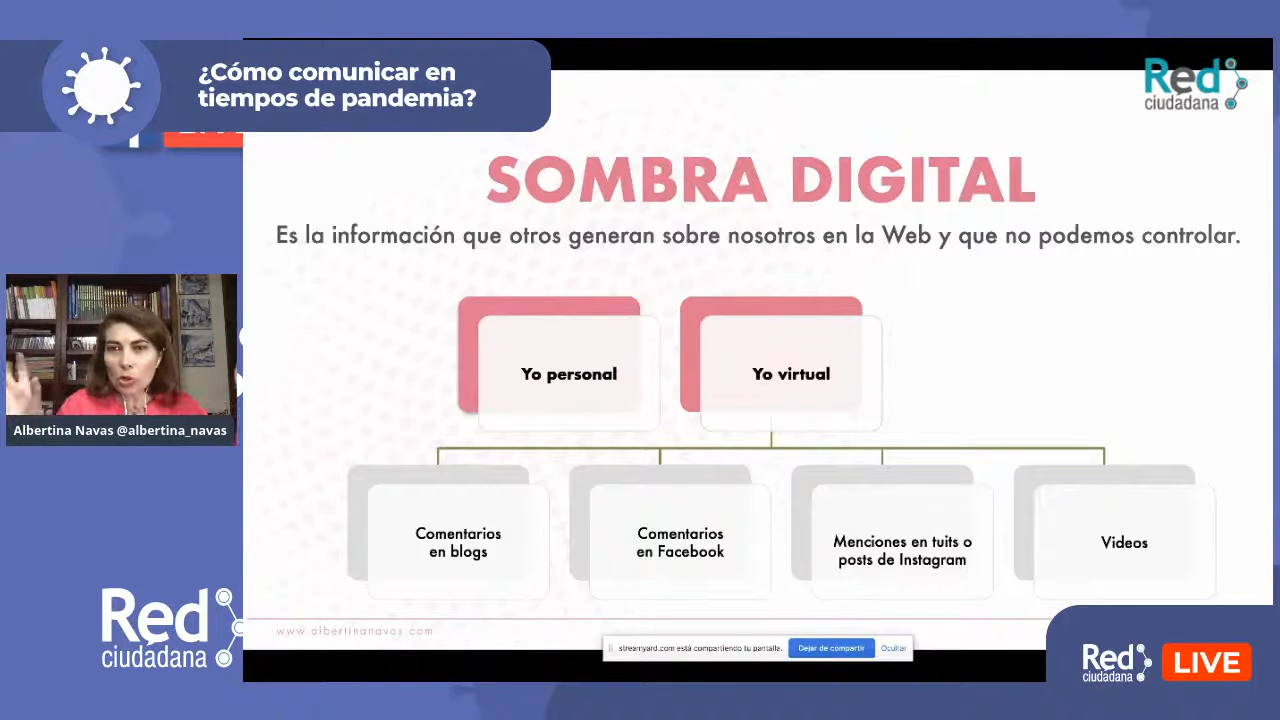 ¿Cómo comunicar en
tiempos de pandemia?
Red
ciudadana
SOMBRA DIGITAL
Es la información que otros generan sobre nosotros en la Web y que no podemos controlar.
Yo personal
Yo virtual
Albertina Navas @albertina_navas
Comentarios
en blogs
Comentarios
en Facebook
Menciones en tuits o
posts de Instagram
Videos
Red
ciudadana
www.albertinanavas.com
streamyard.com está compartiendo tu pantalla.
Dejar de compartir
Ocultar
Red
ciudadana
LIVE